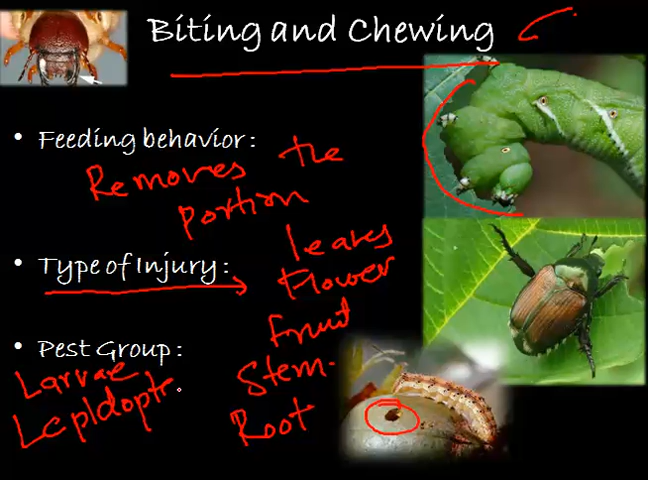 Biting and Chewing
• Feeding behavior :
Removes the
portion
• Type of Injury :
leaves
Flower
Fruit
Stem.
Root
• Pest Group :
Larvae
Lepidopte